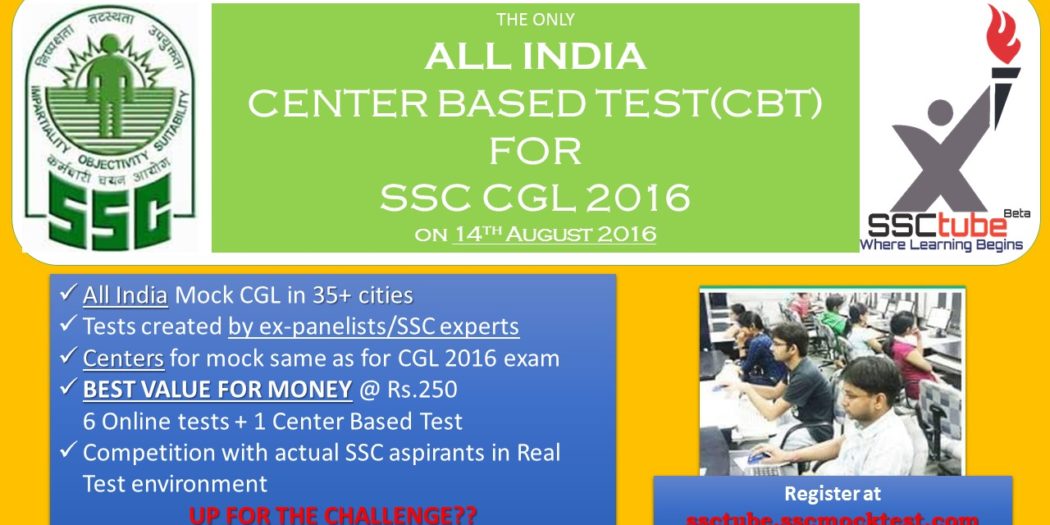 निष्पक्षता तटस्थता उपयुक्तता
IMPARTIALITY OBJECTIVITY SUITABILITY
कर्मचारी चयन आयोग
SSC
THE ONLY
ALL INDIA
CENTER BASED TEST(CBT)
FOR
SSC CGL 2016
ON 14TH AUGUST 2016
SSCtube Beta
Where Learning Begins
✓ All India Mock CGL in 35+ cities
✓ Tests created by ex-panelists/SSC experts
✓ Centers for mock same as for CGL 2016 exam
✓ BEST VALUE FOR MONEY @ Rs.250
6 Online tests + 1 Center Based Test
✓ Competition with actual SSC aspirants in Real
Test environment
UP FOR THE CHALLENGE??
Register at
ssctube-sscmocktest.com